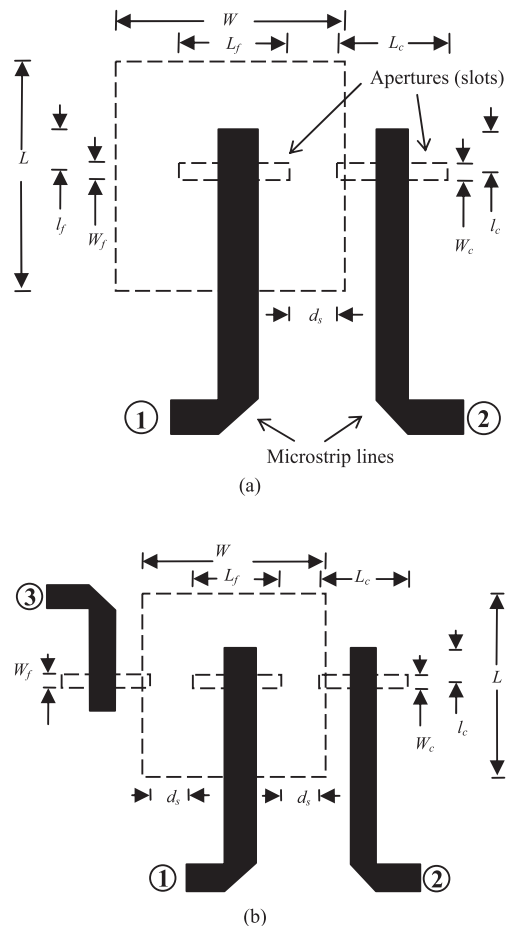 W
L_f L_c
Apertures (slots)
L
l_f W_f W_c l_c
d_s
1 2
Microstrip lines
(a)
W
L_f L_c
3
W_f W_c l_c L
d_s d_s
1 2
(b)